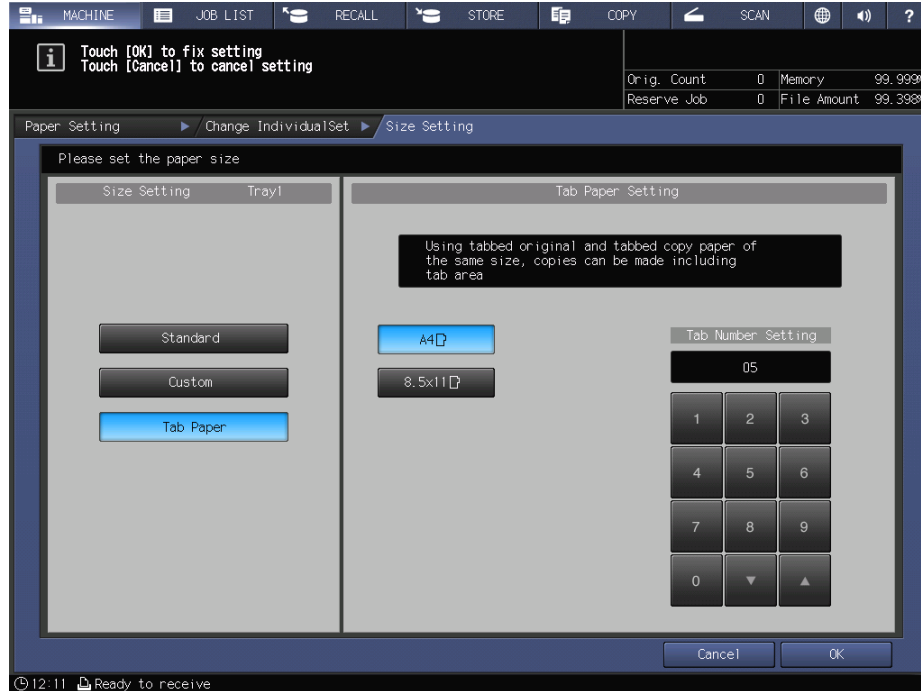 MACHINE JOB LIST RECALL STORE COPY SCAN ?
Touch [OK] to fix setting
Touch [Cancel] to cancel setting
Orig. Count 0 Memory 99.999%
Reserve Job 0 File Amount 99.398%
Paper Setting Change IndividualSet Size Setting
Please set the paper size
Size Setting Tray1
Tab Paper Setting
Using tabbed original and tabbed copy paper of
the same size, copies can be made including
tab area
Standard
Custom
Tab Paper
A4
8.5x11
Tab Number Setting
05
1 2 3
4 5 6
7 8 9
0 ▼ ▲
Cancel OK
12:11 Ready to receive